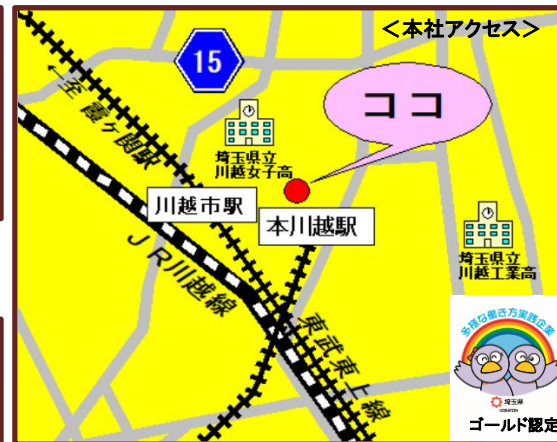 ＜本社アクセス＞
15
←至 霞ヶ関駅
ココ
埼玉県立
川越女子高
川越市駅
本川越駅
埼玉県立
川越工業高
JR川越線
東武東上線
多様な働き方実践企業
埼玉県
KOBATON
ゴールド認定